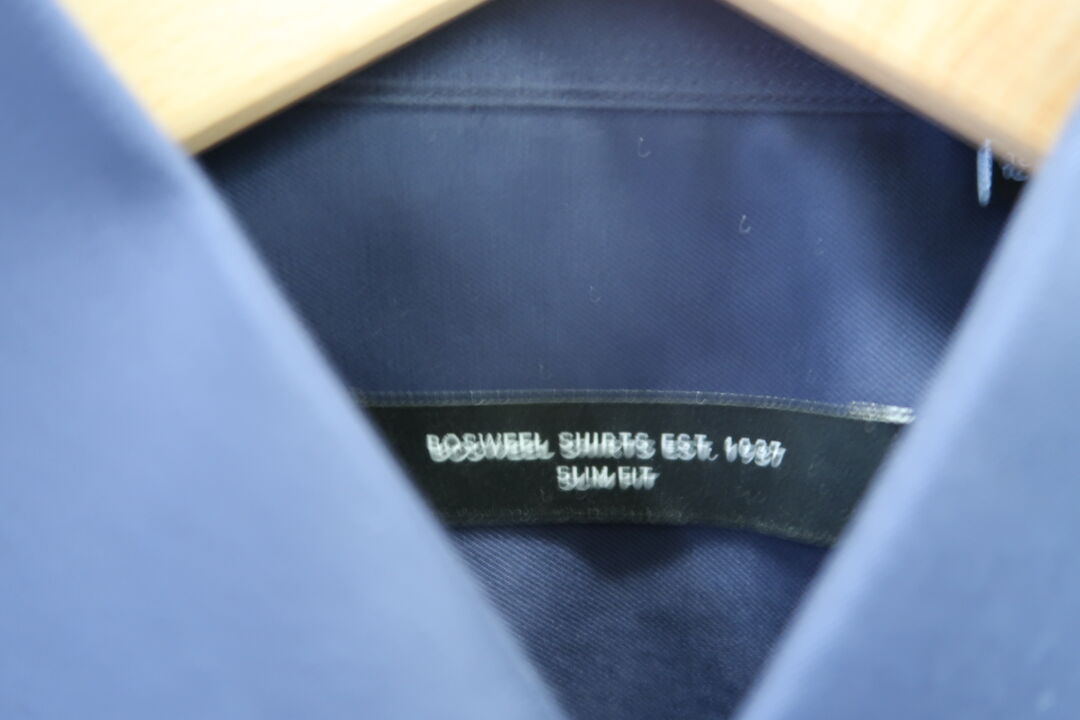 BOSWEEL SHIRTS EST. 1937
SLIM FIT